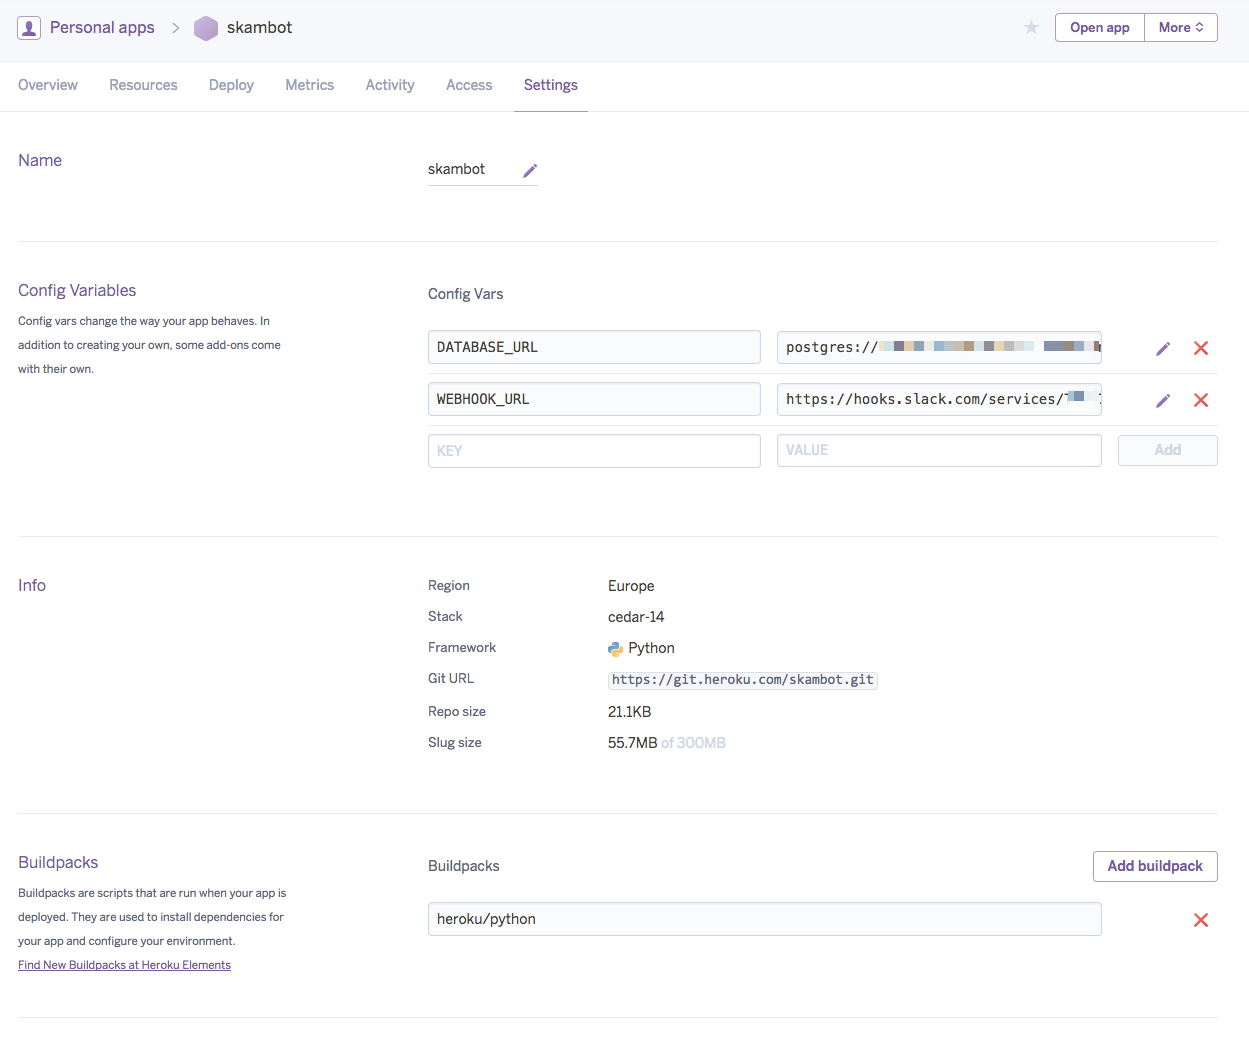 Personal apps > skambot
Open app
More
Overview
Resources
Deploy
Metrics
Activity
Access
Settings
Name
skambot
Config Variables
Config vars change the way your app behaves. In
addition to creating your own, some add-ons come
with their own.
Config Vars
DATABASE_URL
postgres://
WEBHOOK_URL
https://hooks.slack.com/services/
KEY
VALUE
Add
Info
Region
Europe
Stack
cedar-14
Framework
Python
Git URL
https://git.heroku.com/skambot.git
Repo size
21.1KB
Slug size
55.7MB of 300MB
Buildpacks
Buildpacks are scripts that are run when your app is
deployed. They are used to install dependencies for
your app and configure your environment.
Find New Buildpacks at Heroku Elements
Buildpacks
Add buildpack
heroku/python